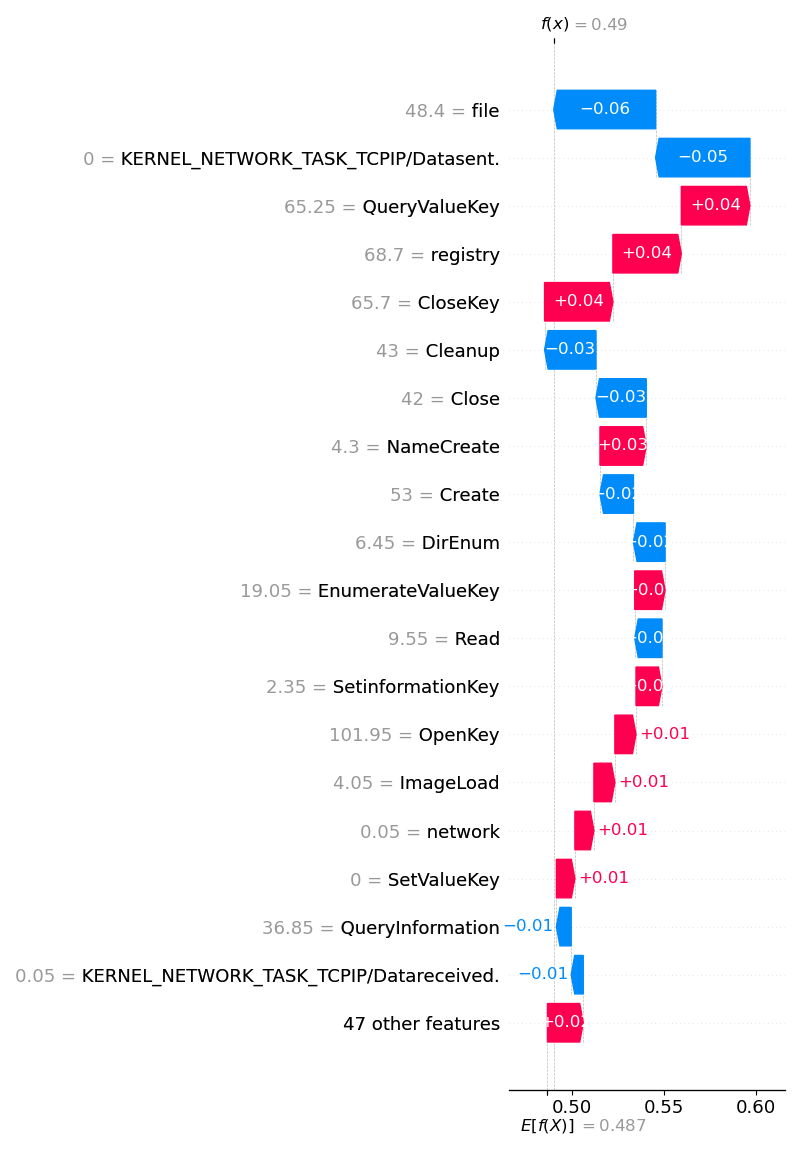 f(x) = 0.49
48.4 = file
−0.06
0 = KERNEL_NETWORK_TASK_TCPIP/Datasent.
−0.05
65.25 = QueryValueKey
+0.04
68.7 = registry
+0.04
65.7 = CloseKey
+0.04
43 = Cleanup
−0.03
42 = Close
−0.03
4.3 = NameCreate
+0.03
53 = Create
6.45 = DirEnum
19.05 = EnumerateValueKey
9.55 = Read
2.35 = SetinformationKey
101.95 = OpenKey
+0.01
4.05 = ImageLoad
+0.01
0.05 = network
+0.01
0 = SetValueKey
+0.01
36.85 = QueryInformation
−0.01
0.05 = KERNEL_NETWORK_TASK_TCPIP/Datareceived.
−0.01
47 other features
+0.02
0.50 0.55 0.60
E[f(X)] = 0.487